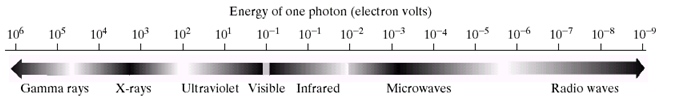 Energy of one photon (electron volts)
10⁶ 10⁵ 10⁴ 10³ 10² 10¹ 10⁻¹ 10⁻¹ 10⁻² 10⁻³ 10⁻⁴ 10⁻⁵ 10⁻⁶ 10⁻⁷ 10⁻⁸ 10⁻⁹
Gamma rays X-rays Ultraviolet Visible Infrared Microwaves Radio waves